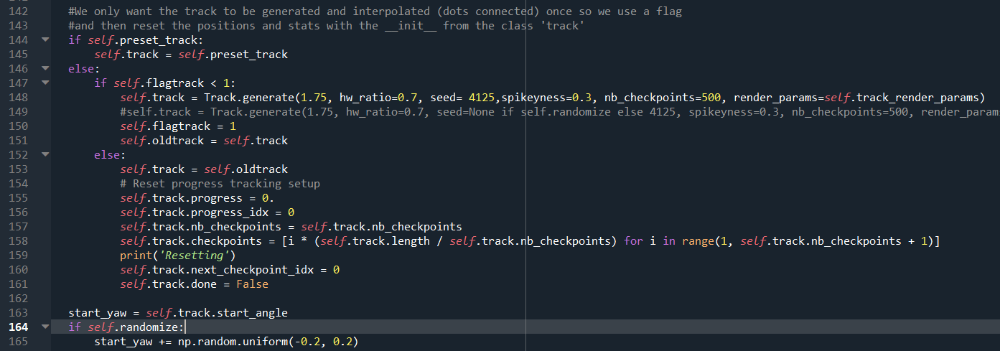 142 #We only want the track to be generated and interpolated (dots connected) once so we use a flag
143 #and then reset the positions and stats with the __init__ from the class 'track'
144 if self.preset_track:
145 self.track = self.preset_track
146 else:
147 if self.flagtrack < 1:
148 self.track = Track.generate(1.75, hw_ratio=0.7, seed= 4125,spikeyness=0.3, nb_checkpoints=500, render_params=self.track_render_params)
149 #self.track = Track.generate(1.75, hw_ratio=0.7, seed=None if self.randomize else 4125, spikeyness=0.3, nb_checkpoints=500, render_param
150 self.flagtrack = 1
151 self.oldtrack = self.track
152 else:
153 self.track = self.oldtrack
154 # Reset progress tracking setup
155 self.track.progress = 0.
156 self.track.progress_idx = 0
157 self.track.nb_checkpoints = self.track.nb_checkpoints
158 self.track.checkpoints = [i * (self.track.length / self.track.nb_checkpoints) for i in range(1, self.track.nb_checkpoints + 1)]
159 print('Resetting')
160 self.track.next_checkpoint_idx = 0
161 self.track.done = False
162
163 start_yaw = self.track.start_angle
164 if self.randomize:
165 start_yaw += np.random.uniform(-0.2, 0.2)